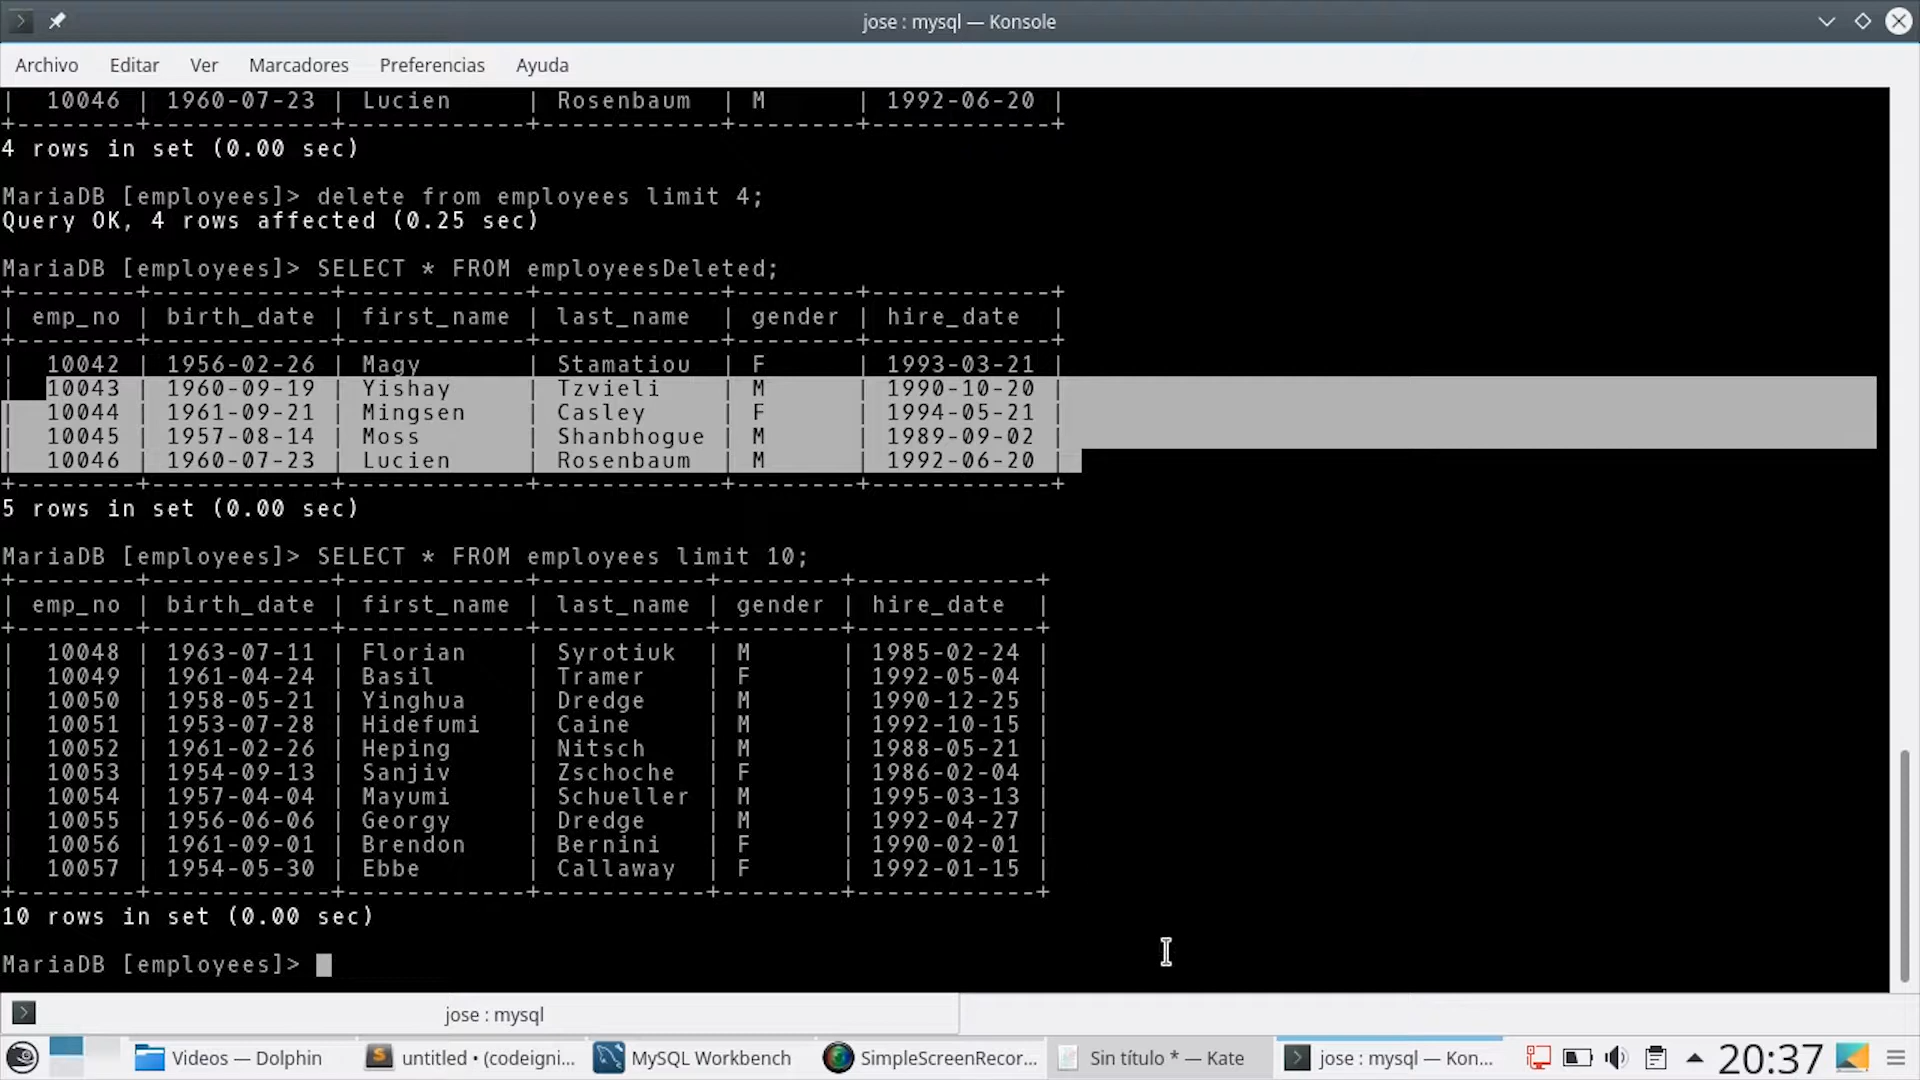 jose : mysql — Konsole
Archivo Editar Ver Marcadores Preferencias Ayuda
| 10046 | 1960-07-23 | Lucien | Rosenbaum | M | 1992-06-20 |
+--------+------------+------------+------------+--------+------------+
4 rows in set (0.00 sec)
MariaDB [employees]> delete from employees limit 4;
Query OK, 4 rows affected (0.25 sec)
MariaDB [employees]> SELECT * FROM employeesDeleted;
+--------+------------+------------+------------+--------+------------+
| emp_no | birth_date | first_name | last_name | gender | hire_date |
+--------+------------+------------+------------+--------+------------+
| 10042 | 1956-02-26 | Magy | Stamatiou | F | 1993-03-21 |
| 10043 | 1960-09-19 | Yishay | Tzvieli | M | 1990-10-20 |
| 10044 | 1961-09-21 | Mingsen | Casley | F | 1994-05-21 |
| 10045 | 1957-08-14 | Moss | Shanbhogue | M | 1989-09-02 |
| 10046 | 1960-07-23 | Lucien | Rosenbaum | M | 1992-06-20 |
+--------+------------+------------+------------+--------+------------+
5 rows in set (0.00 sec)
MariaDB [employees]> SELECT * FROM employees limit 10;
+--------+------------+------------+-----------+--------+------------+
| emp_no | birth_date | first_name | last_name | gender | hire_date |
+--------+------------+------------+-----------+--------+------------+
| 10048 | 1963-07-11 | Florian | Syrotiuk | M | 1985-02-24 |
| 10049 | 1961-04-24 | Basil | Tramer | F | 1992-05-04 |
| 10050 | 1958-05-21 | Yinghua | Dredge | M | 1990-12-25 |
| 10051 | 1953-07-28 | Hidefumi | Caine | M | 1992-10-15 |
| 10052 | 1961-02-26 | Heping | Nitsch | M | 1988-05-21 |
| 10053 | 1954-09-13 | Sanjiv | Zschoche | F | 1986-02-04 |
| 10054 | 1957-04-04 | Mayumi | Schueller | M | 1995-03-13 |
| 10055 | 1956-06-06 | Georgy | Dredge | M | 1992-04-27 |
| 10056 | 1961-09-01 | Brendon | Bernini | F | 1990-02-01 |
| 10057 | 1954-05-30 | Ebbe | Callaway | F | 1992-01-15 |
+--------+------------+------------+-----------+--------+------------+
10 rows in set (0.00 sec)
MariaDB [employees]>
jose : mysql
Videos — Dolphin untitled • (codeigni... MySQL Workbench SimpleScreenRecor... Sin título * — Kate jose : mysql — Kon... 20:37